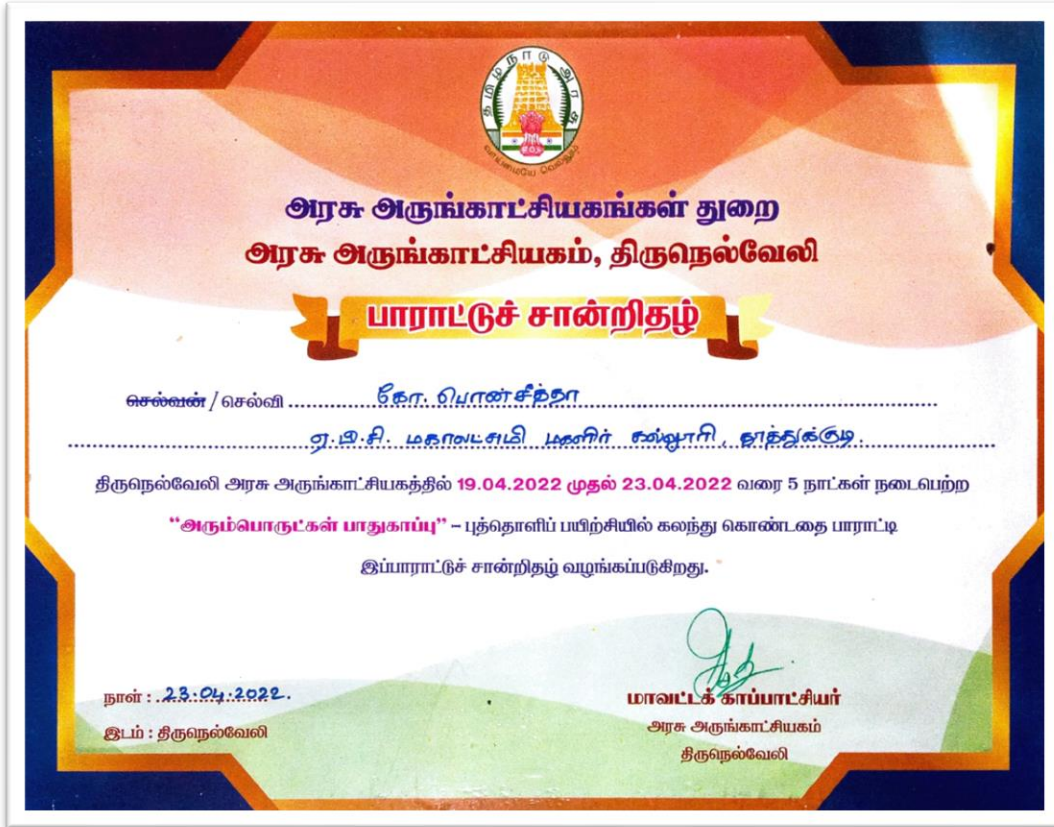 தமிழ்நாடு அரசு
வாய்மையே வெல்லும்
அரசு அருங்காட்சியகங்கள் துறை
அரசு அருங்காட்சியகம், திருநெல்வேலி
பாராட்டுச் சான்றிதழ்
செல்வன் / செல்வி கோ. பொன்சீத்தா
ஏ.பி.சி. மகாலட்சுமி மகளிர் கல்லூரி, தூத்துக்குடி.
திருநெல்வேலி அரசு அருங்காட்சியகத்தில் 19.04.2022 முதல் 23.04.2022 வரை 5 நாட்கள் நடைபெற்ற
“அரும்பொருட்கள் பாதுகாப்பு” – புத்தொளிப் பயிற்சியில் கலந்து கொண்டதை பாராட்டி
இப்பாராட்டுச் சான்றிதழ் வழங்கப்படுகிறது.
நாள் : 23.04.2022.
இடம் : திருநெல்வேலி
மாவட்டக் காப்பாட்சியர்
அரசு அருங்காட்சியகம்
திருநெல்வேலி